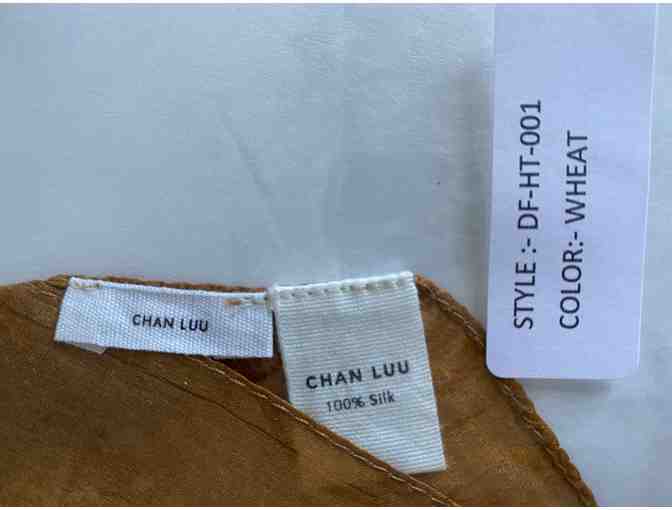 CHAN LUU
CHAN LUU
100% Silk
STYLE :- DF-HT-001
COLOR:- WHEAT